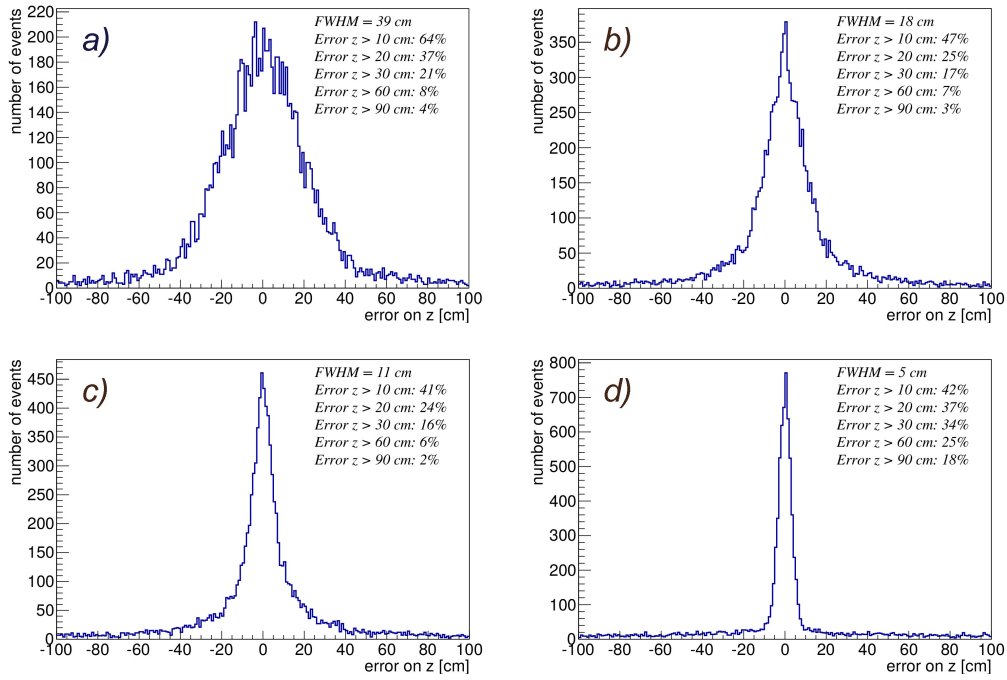 a)
FWHM = 39 cm
Error z > 10 cm: 64%
Error z > 20 cm: 37%
Error z > 30 cm: 21%
Error z > 60 cm: 8%
Error z > 90 cm: 4%
number of events
220
200
180
160
140
120
100
80
60
40
20
0
-100 -80 -60 -40 -20 0 20 40 60 80 100
error on z [cm]
b)
FWHM = 18 cm
Error z > 10 cm: 47%
Error z > 20 cm: 25%
Error z > 30 cm: 17%
Error z > 60 cm: 7%
Error z > 90 cm: 3%
number of events
350
300
250
200
150
100
50
0
-100 -80 -60 -40 -20 0 20 40 60 80 100
error on z [cm]
c)
FWHM = 11 cm
Error z > 10 cm: 41%
Error z > 20 cm: 24%
Error z > 30 cm: 16%
Error z > 60 cm: 6%
Error z > 90 cm: 2%
number of events
450
400
350
300
250
200
150
100
50
0
-100 -80 -60 -40 -20 0 20 40 60 80 100
error on z [cm]
d)
FWHM = 5 cm
Error z > 10 cm: 42%
Error z > 20 cm: 37%
Error z > 30 cm: 34%
Error z > 60 cm: 25%
Error z > 90 cm: 18%
number of events
800
700
600
500
400
300
200
100
0
-100 -80 -60 -40 -20 0 20 40 60 80 100
error on z [cm]